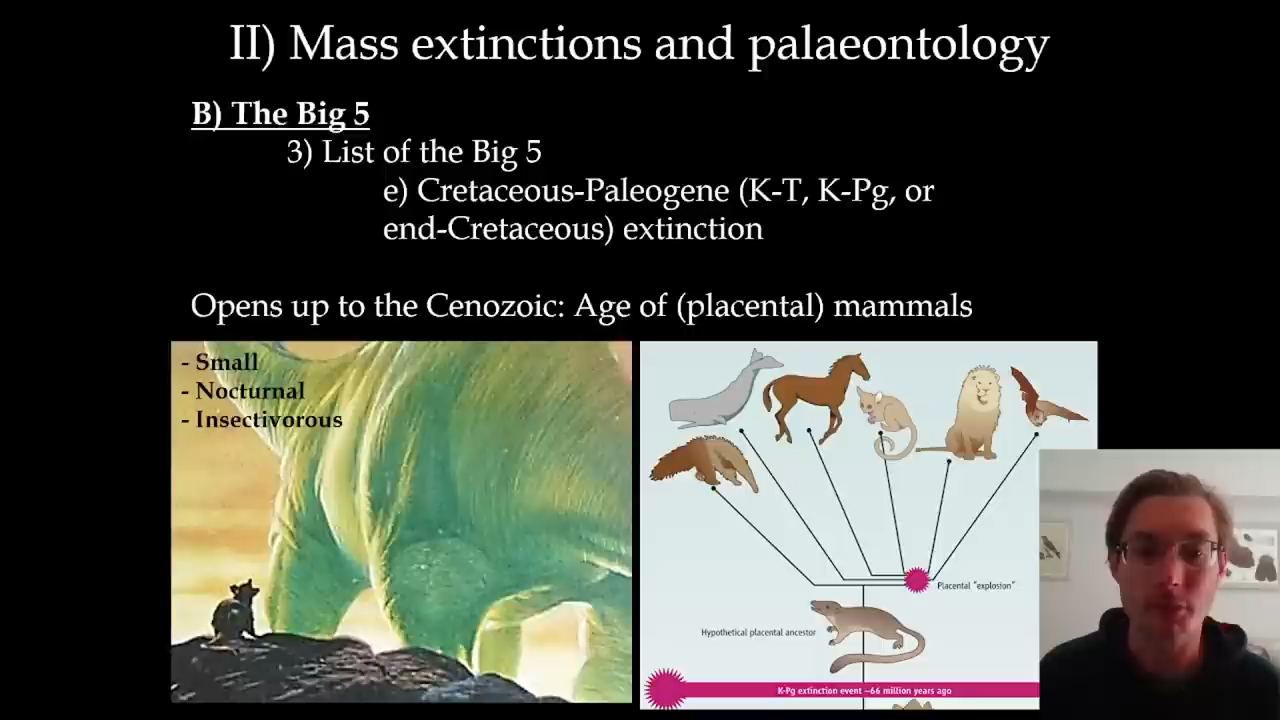 II) Mass extinctions and palaeontology
B) The Big 5
3) List of the Big 5
e) Cretaceous-Paleogene (K-T, K-Pg, or
end-Cretaceous) extinction
Opens up to the Cenozoic: Age of (placental) mammals
- Small
- Nocturnal
- Insectivorous
Placental "explosion"
Hypothetical placental ancestor
K-Pg extinction event ~66 million years ago